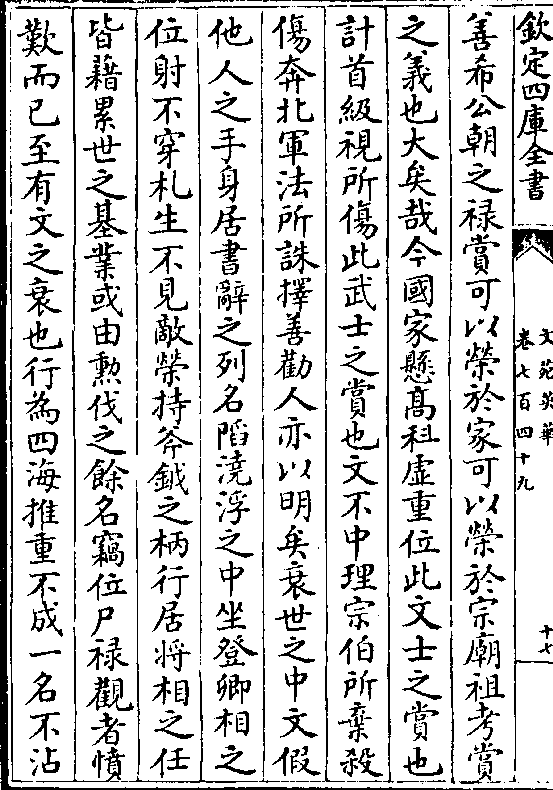 欽定四庫全書
文苑英華
卷七百四十九
十七
善希公朝之禄賞可以榮於家可以榮於宗廟祖考賞
之義也大矣哉今國家懸髙科虚重位此文士之賞也
計首級視所傷此武士之賞也文不中理宗伯所棄殺
傷奔北軍法所誅擇善勸人亦以明矣衰世之中文假
他人之手身居書辭之列名䧟澆浮之中坐登卿相之
位射不穿札生不見敵榮持斧鉞之柄行居將相之任
皆藉累世之基業或由勲伐之餘名竊位尸禄觀者憤
歎而已至有文之衰也行為四海推重不成一名不沾